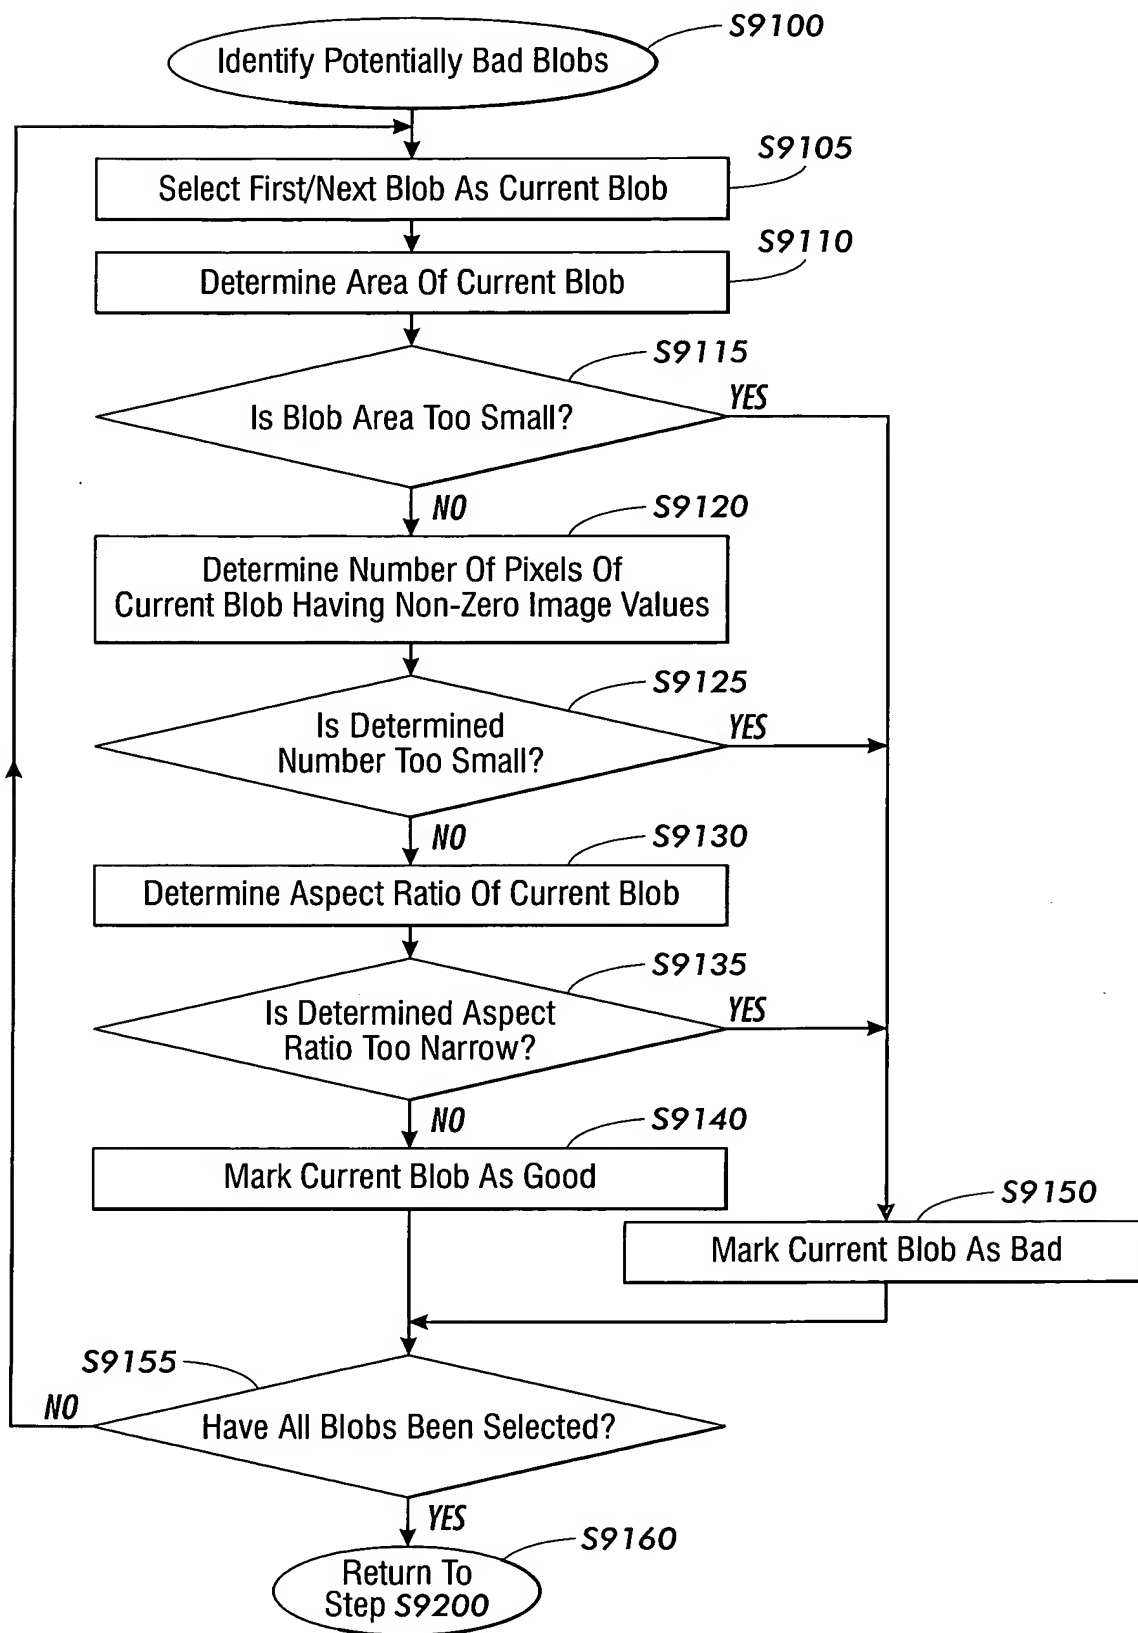 S9100
Identify Potentially Bad Blobs
S9105
Select First/Next Blob As Current Blob
S9110
Determine Area Of Current Blob
S9115
Is Blob Area Too Small?
YES
NO
S9120
Determine Number Of Pixels Of
Current Blob Having Non-Zero Image Values
S9125
Is Determined
Number Too Small?
YES
NO
S9130
Determine Aspect Ratio Of Current Blob
S9135
Is Determined Aspect
Ratio Too Narrow?
YES
NO
S9140
Mark Current Blob As Good
S9150
Mark Current Blob As Bad
S9155
NO
Have All Blobs Been Selected?
YES
S9160
Return To
Step S9200